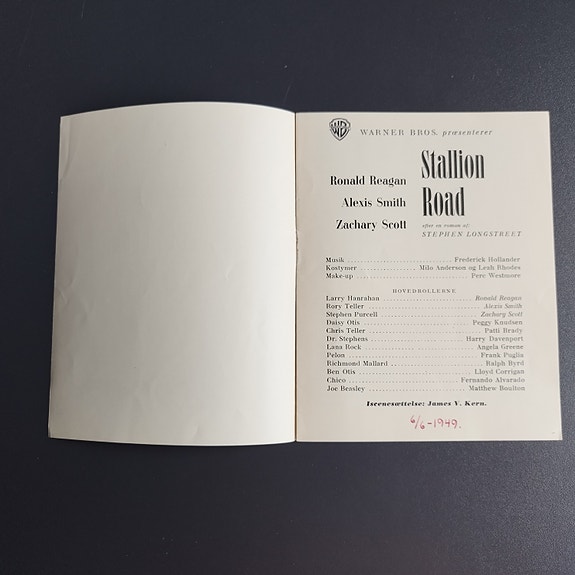 WB
WARNER BROS. præsenterer
Stallion
Road
Ronald Reagan
Alexis Smith
Zachary Scott
efter en roman af:
STEPHEN LONGSTREET
Musik ........ Frederick Hollander
Kostymer ........ Milo Anderson og Leah Rhodes
Make-up ........ Perc Westmore
HOVEDROLLERNE
Larry Hanrahan ........ Ronald Reagan
Rory Teller ........ Alexis Smith
Stephen Purcell ........ Zachary Scott
Daisy Otis ........ Peggy Knudsen
Chris Teller ........ Patti Brady
Dr. Stephens ........ Harry Davenport
Lana Rock ........ Angela Greene
Pelon ........ Frank Puglia
Richmond Mallard ........ Ralph Byrd
Ben Otis ........ Lloyd Corrigan
Chico ........ Fernando Alvarado
Joe Beasley ........ Matthew Boulton
Iscenesættelse: James V. Kern.
6/6-1949.